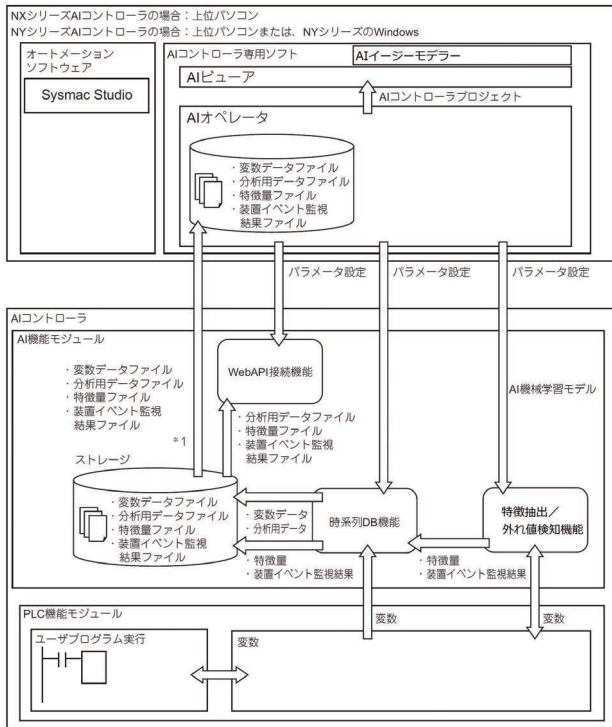 NXシリーズAIコントローラの場合：上位パソコン
NYシリーズAIコントローラの場合：上位パソコンまたは、NYシリーズのWindows
オートメーション
ソフトウェア
Sysmac Studio
AIコントローラ専用ソフト
AIイージーモデラー
AIビューア
AIコントローラプロジェクト
AIオペレータ
・変数データファイル
・分析用データファイル
・特徴量ファイル
・装置イベント監視
結果ファイル
パラメータ設定
パラメータ設定
パラメータ設定
AIコントローラ
AI機能モジュール
・変数データファイル
・分析用データファイル
・特徴量ファイル
・装置イベント監視
結果ファイル
*1
WebAPI接続機能
AI機械学習モデル
・分析用データファイル
・特徴量ファイル
・装置イベント監視
結果ファイル
ストレージ
・変数データファイル
・分析用データファイル
・特徴量ファイル
・装置イベント監視
結果ファイル
・変数データ
・分析用データ
時系列DB機能
特徴抽出／
外れ値検知機能
・特徴量
・装置イベント監視結果
・特徴量
・装置イベント監視結果
PLC機能モジュール
変数
変数
ユーザプログラム実行
変数